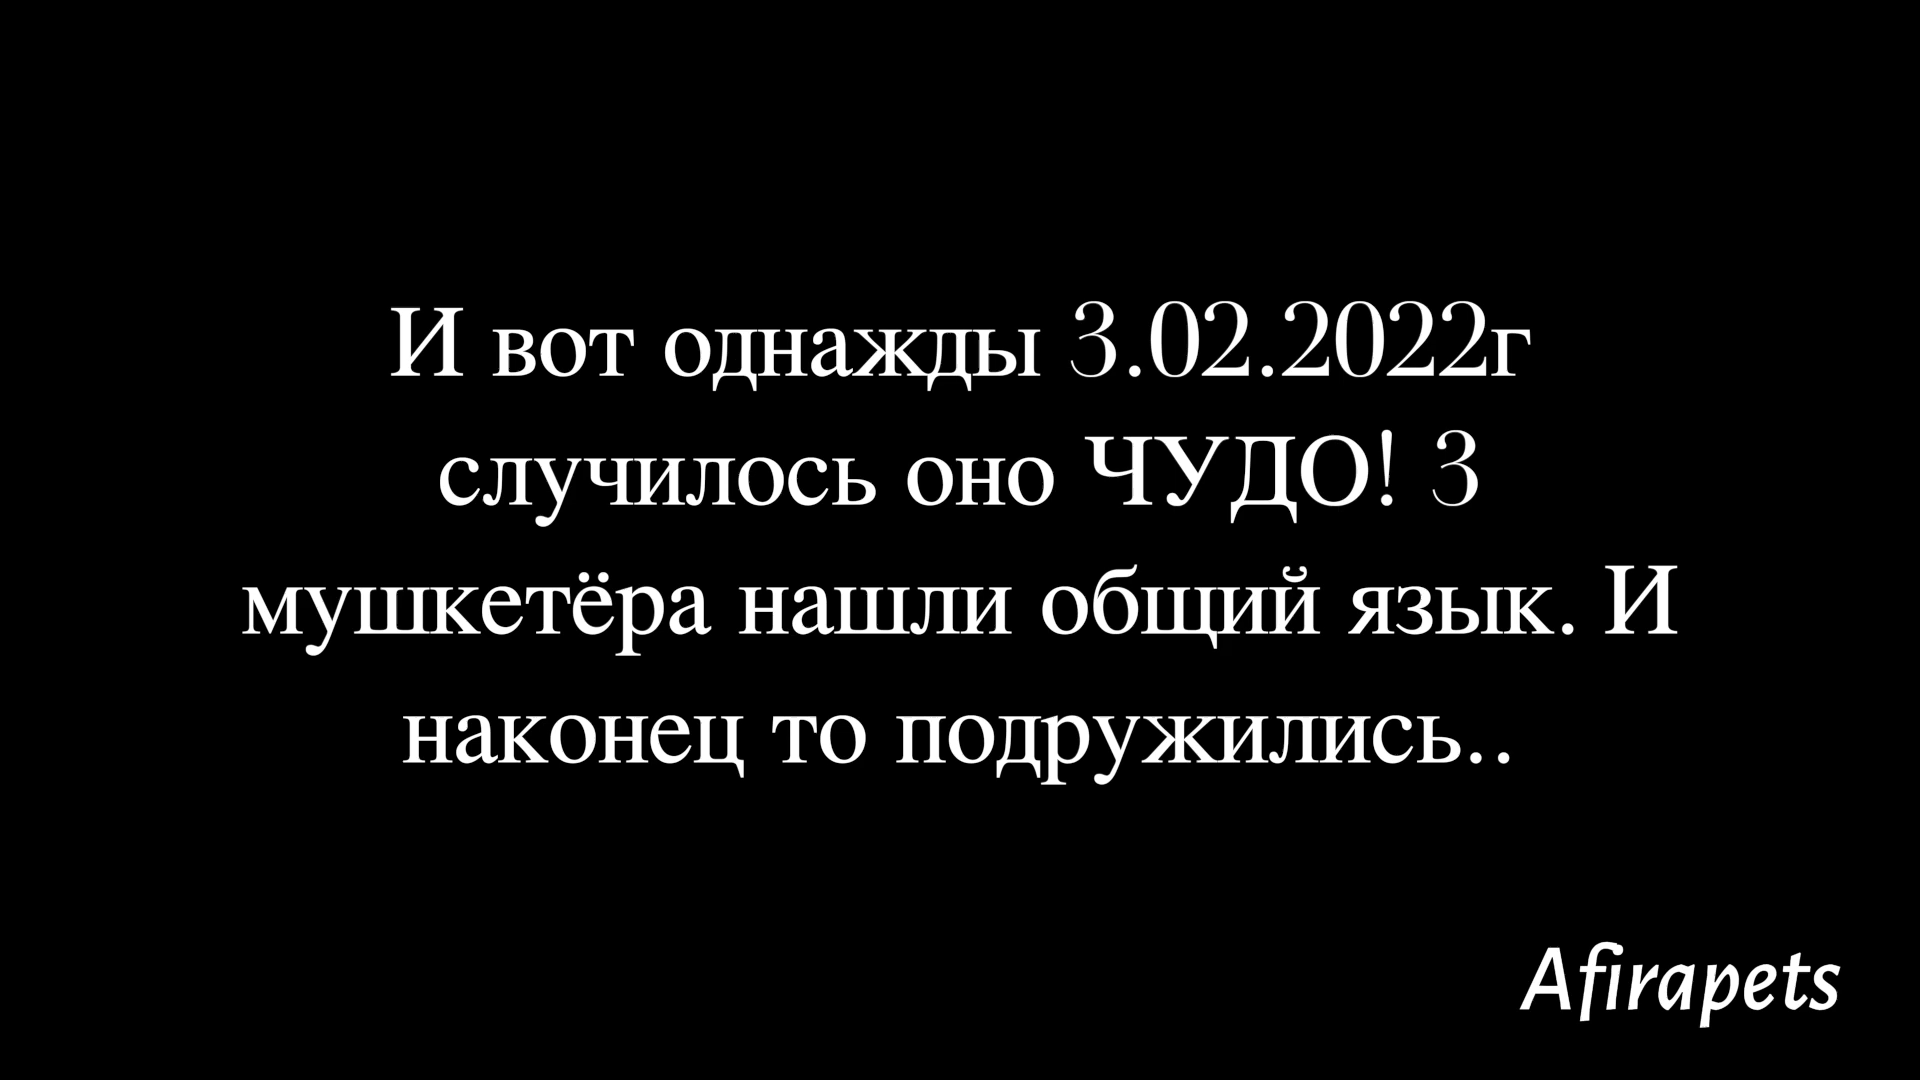 И вот однажды 3.02.2022г
случилось оно ЧУДО! 3
мушкетёра нашли общий язык. И
наконец то подружились..
Afirapets